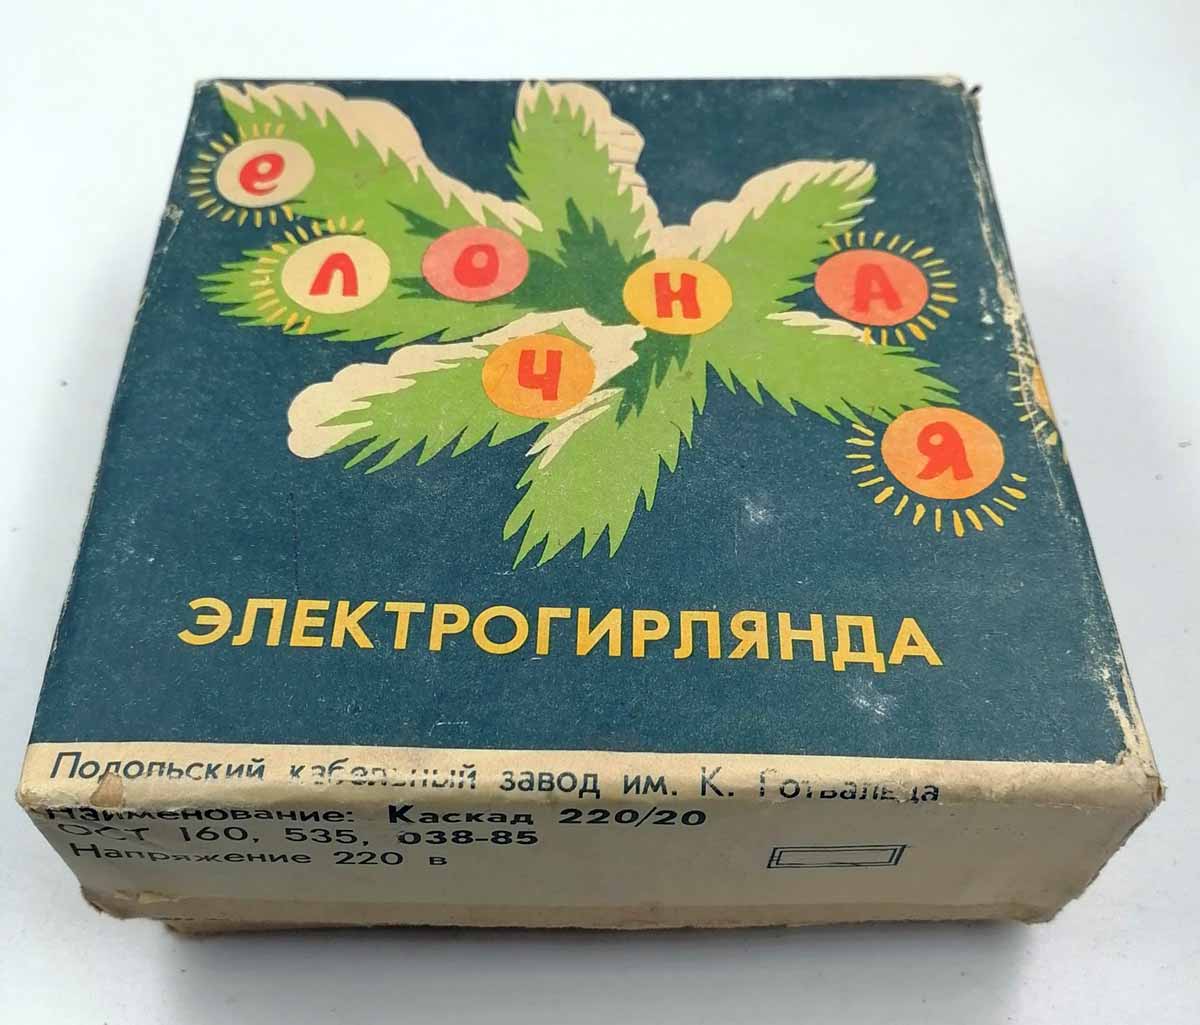 елочная
ЭЛЕКТРОГИРЛЯНДА
Подольский кабельный завод им. К. Готвальда
Наименование: Каскад 220/20
ОСТ 160, 535, 038-85
Напряжение 220 в